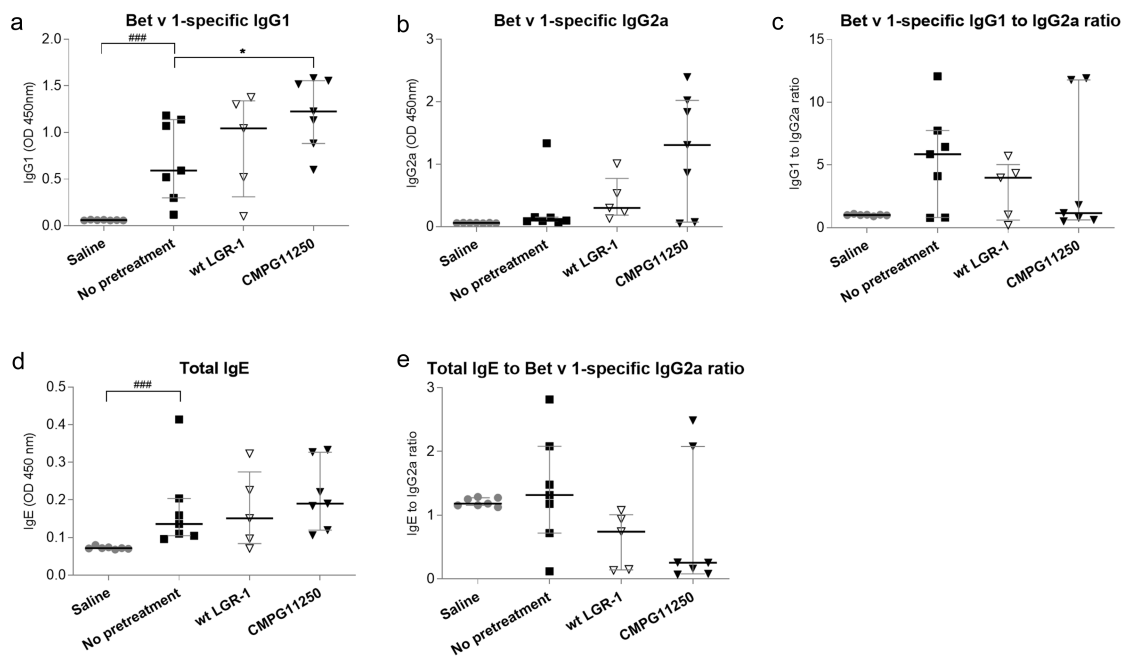 a
Bet v 1-specific IgG1
IgG1 (OD 450nm)
2.0
1.5
1.0
0.5
0.0
###
*
Saline
No pretreatment
wt LGR-1
CMPG11250
b
Bet v 1-specific IgG2a
IgG2a (OD 450nm)
3
2
1
0
Saline
No pretreatment
wt LGR-1
CMPG11250
c
Bet v 1-specific IgG1 to IgG2a ratio
IgG1 to IgG2a ratio
15
10
5
0
Saline
No pretreatment
wt LGR-1
CMPG11250
d
Total IgE
IgE (OD 450 nm)
0.5
0.4
0.3
0.2
0.1
0.0
###
Saline
No pretreatment
wt LGR-1
CMPG11250
e
Total IgE to Bet v 1-specific IgG2a ratio
IgE to IgG2a ratio
3
2
1
0
Saline
No pretreatment
wt LGR-1
CMPG11250